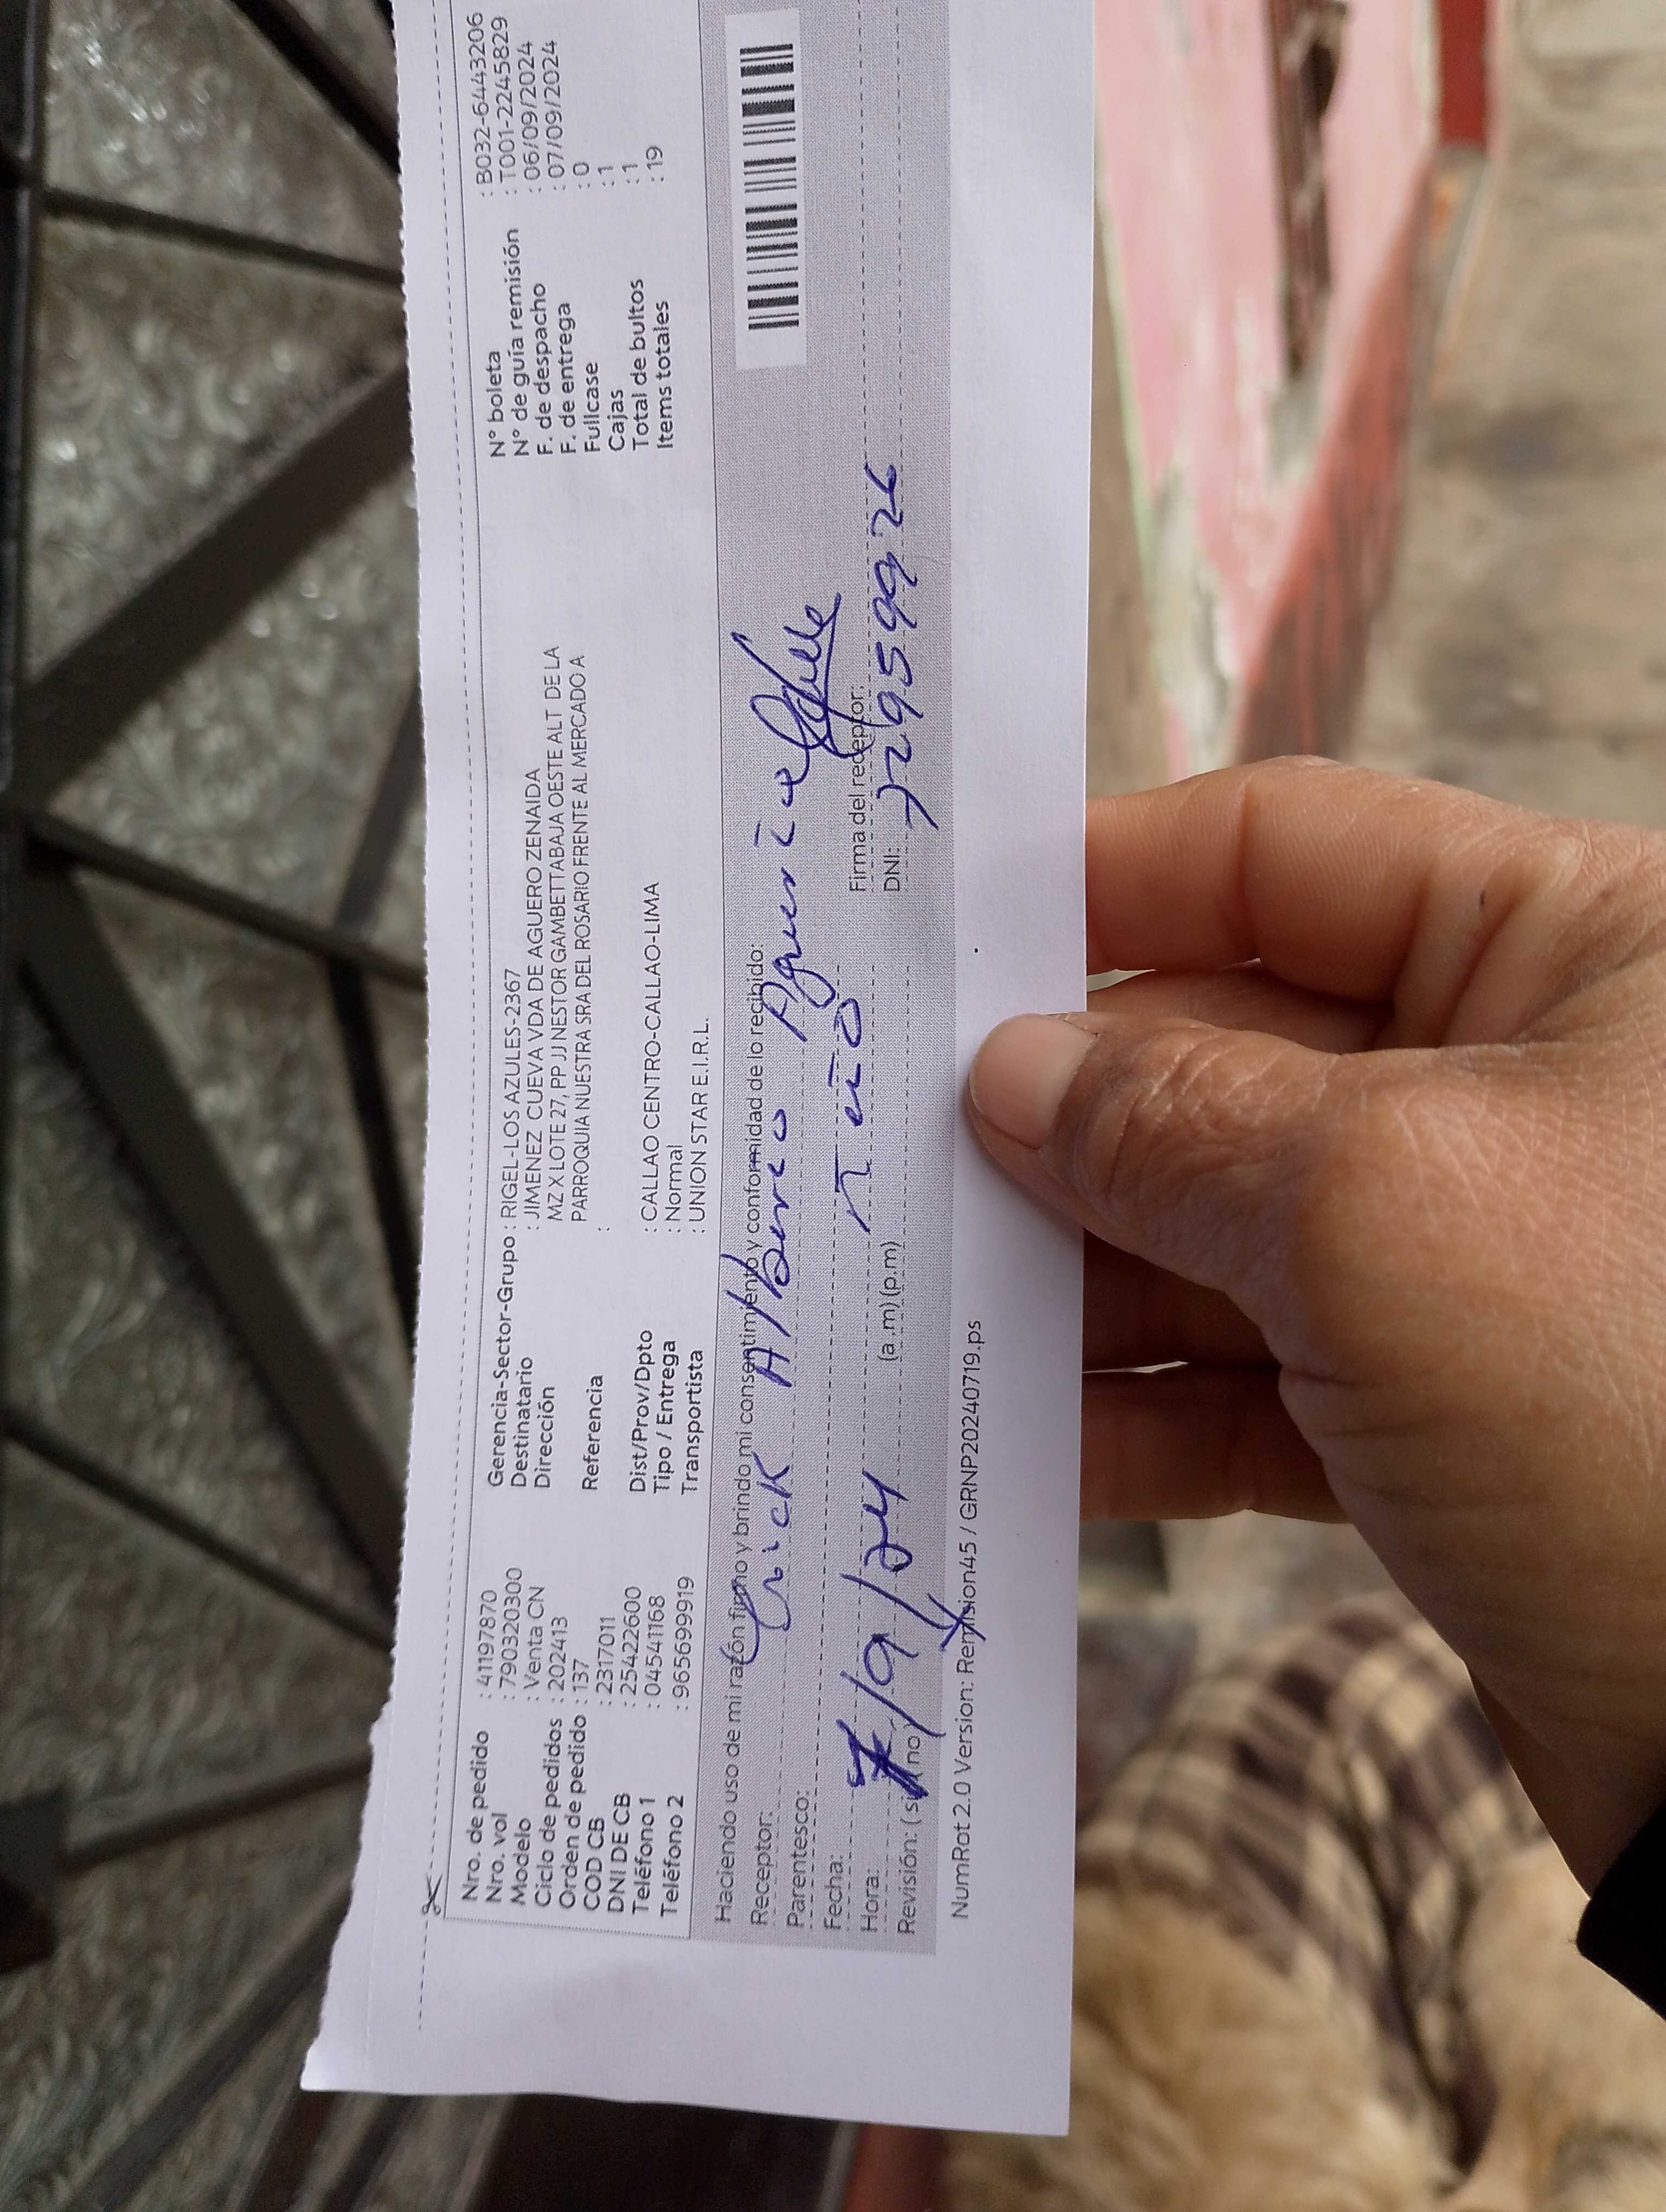 Nro. de pedido : 41197870
Nro. vol : 790320300
Modelo : Venta CN
Ciclo de pedidos : 202413
Orden de pedido : 137
COD CB : 2317011
DNI DE CB : 25422600
Teléfono 1 : 04541168
Teléfono 2 : 965699919
Gerencia-Sector-Grupo : RIGEL-LOS AZULES-2367
Destinatario : JIMENEZ CUEVA VDA DE AGUERO ZENAIDA
Dirección MZ X LOTE 27, PP JJ NESTOR GAMBETTABAJA OESTE ALT DE LA
PARROQUIA NUESTRA SRA DEL ROSARIO FRENTE AL MERCADO A
Referencia :
Dist/Prov/Dpto : CALLAO CENTRO-CALLAO-LIMA
Tipo / Entrega : Normal
Transportista : UNION STAR E.I.R.L.
N° boleta : B032-64443206
N° de guía remisión : T001-2245829
F. de despacho : 06/09/2024
F. de entrega : 07/09/2024
Fullcase : 0
Cajas : 1
Total de bultos : 1
Items totales : 19
Haciendo uso de mi razón firmo y brindo mi consentimiento y conformidad de lo recibido:
Receptor: Erick
Parentesco:
Fecha: 7/9/24
Hora: (a.m) (p.m)
Revisión: ( si / no )
Firma del receptor:
DNI: 72959926
NumRot 2.0 Version: Remision45 / GRNP20240719.ps